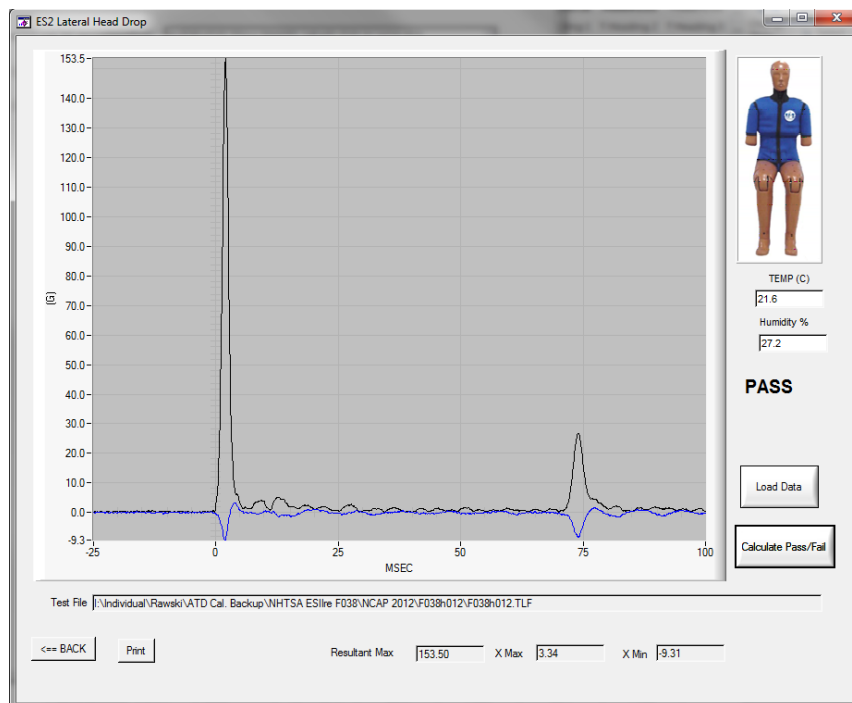 ES2 Lateral Head Drop
153.5
140.0
130.0
120.0
110.0
100.0
90.0
80.0
70.0
60.0
50.0
40.0
30.0
20.0
10.0
0.0
-9.3
(G)
-25 0 25 50 75 100
MSEC
TEMP (C)
21.6
Humidity %
27.2
PASS
Load Data
Calculate Pass/Fail
Test File I:\Individual\Rawski\ATD Cal. Backup\NHTSA ESIIre F038\NCAP 2012\F038h012\F038h012.TLF
<== BACK Print Resultant Max 153.50 X Max 3.34 X Min -9.31